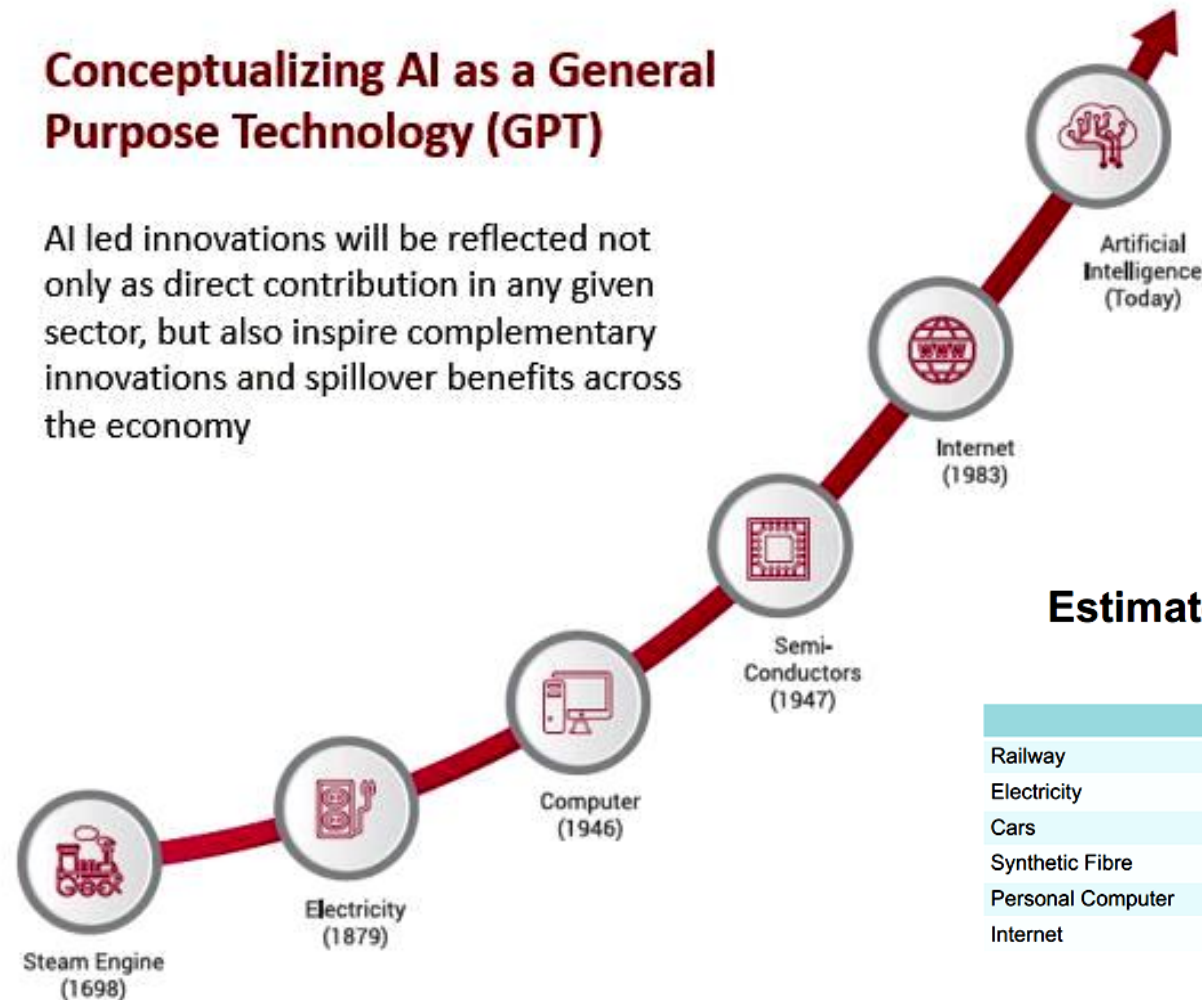 Conceptualizing AI as a General
Purpose Technology (GPT)
AI led innovations will be reflected not
only as direct contribution in any given
sector, but also inspire complementary
innovations and spillover benefits across
the economy
Artificial
Intelligence
(Today)
WWW
Internet
(1983)
Semi-
Conductors
(1947)
Computer
(1946)
Electricity
(1879)
Steam Engine
(1698)
Estimat
Railway
Electricity
Cars
Synthetic Fibre
Personal Computer
Internet